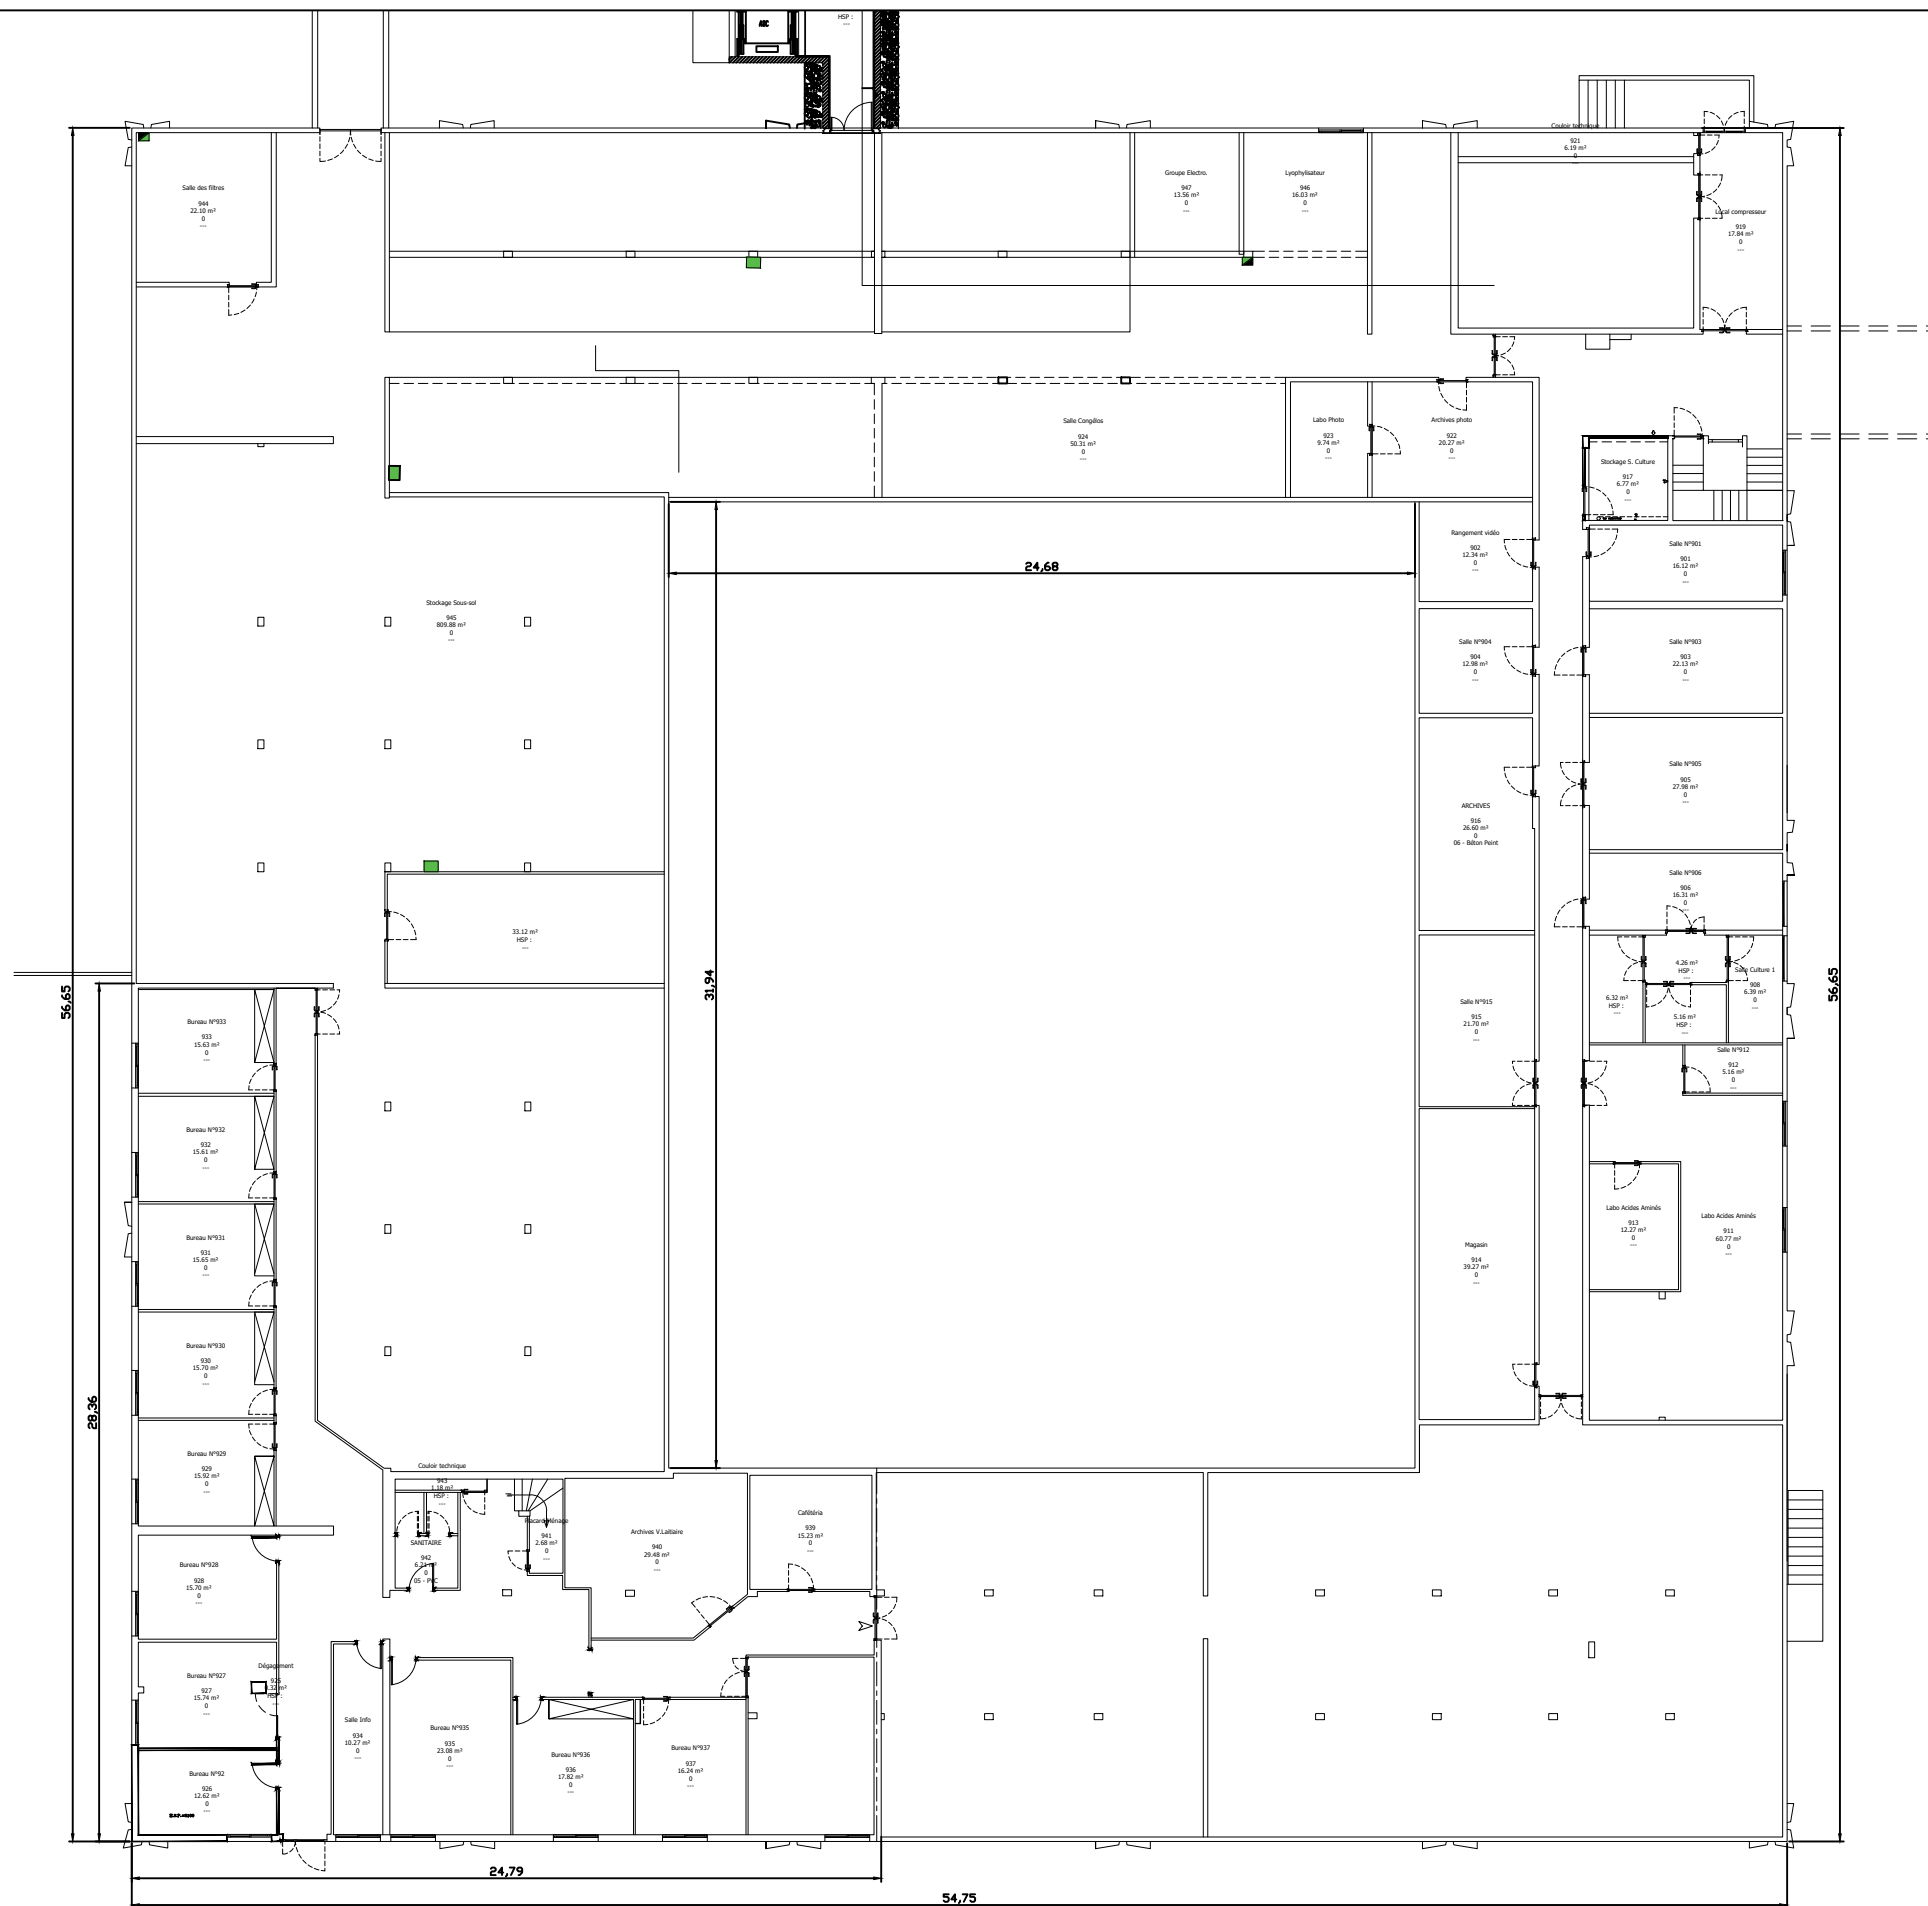 ASC
HSP :
---
Couloir technique
921
6.19 m²
0
---
Salle des filtres
944
22.10 m²
0
---
Groupe Electro.
947
13.56 m²
0
---
Lyophylisateur
946
16.03 m²
0
---
Local compresseur
919
17.84 m²
0
---
Salle Congélos
924
50.31 m²
0
---
Labo Photo
923
9.74 m²
0
---
Archives photo
922
20.27 m²
0
---
Stockage S. Culture
917
6.77 m²
0
---
Rangement vidéo
902
12.34 m²
0
---
Salle N°901
901
16.12 m²
0
---
24,68
Stockage Sous-sol
945
809.88 m²
0
---
Salle N°904
904
12.98 m²
0
---
Salle N°903
903
22.13 m²
0
---
Salle N°905
905
27.98 m²
0
---
ARCHIVES
916
26.60 m²
0
06 - Béton Peint
Salle N°906
906
16.31 m²
0
---
33.12 m²
HSP :
---
56,65
31,94
56,65
4.26 m²
HSP :
---
Salle Culture 1
908
6.39 m²
0
---
6.32 m²
HSP :
---
5.16 m²
HSP :
---
Salle N°915
915
21.70 m²
0
---
Salle N°912
912
5.16 m²
0
---
Bureau N°933
933
15.63 m²
0
---
Bureau N°932
932
15.61 m²
0
---
Bureau N°931
931
15.65 m²
0
---
Labo Acides Aminés
913
12.27 m²
0
---
Labo Acides Aminés
911
60.77 m²
0
---
Magasin
914
39.27 m²
0
---
Bureau N°930
930
15.70 m²
0
---
28,36
Bureau N°929
929
15.92 m²
0
---
Couloir technique
943
1.18 m²
HSP :
---
Placard Ménage
941
2.68 m²
0
---
Archives V.Laitiaire
940
29.48 m²
0
---
Cafétéria
939
15.23 m²
0
---
SANITAIRE
942
6.21 m²
0
05 - PVC
Bureau N°928
928
15.70 m²
0
---
Bureau N°927
927
15.74 m²
0
---
Dégagement
925
HSP :
---
Salle Info
934
10.27 m²
0
---
Bureau N°935
935
23.08 m²
0
---
Bureau N°936
936
17.82 m²
0
---
Bureau N°937
937
16.24 m²
0
---
Bureau N°92
926
12.62 m²
0
---
24,79
54,75